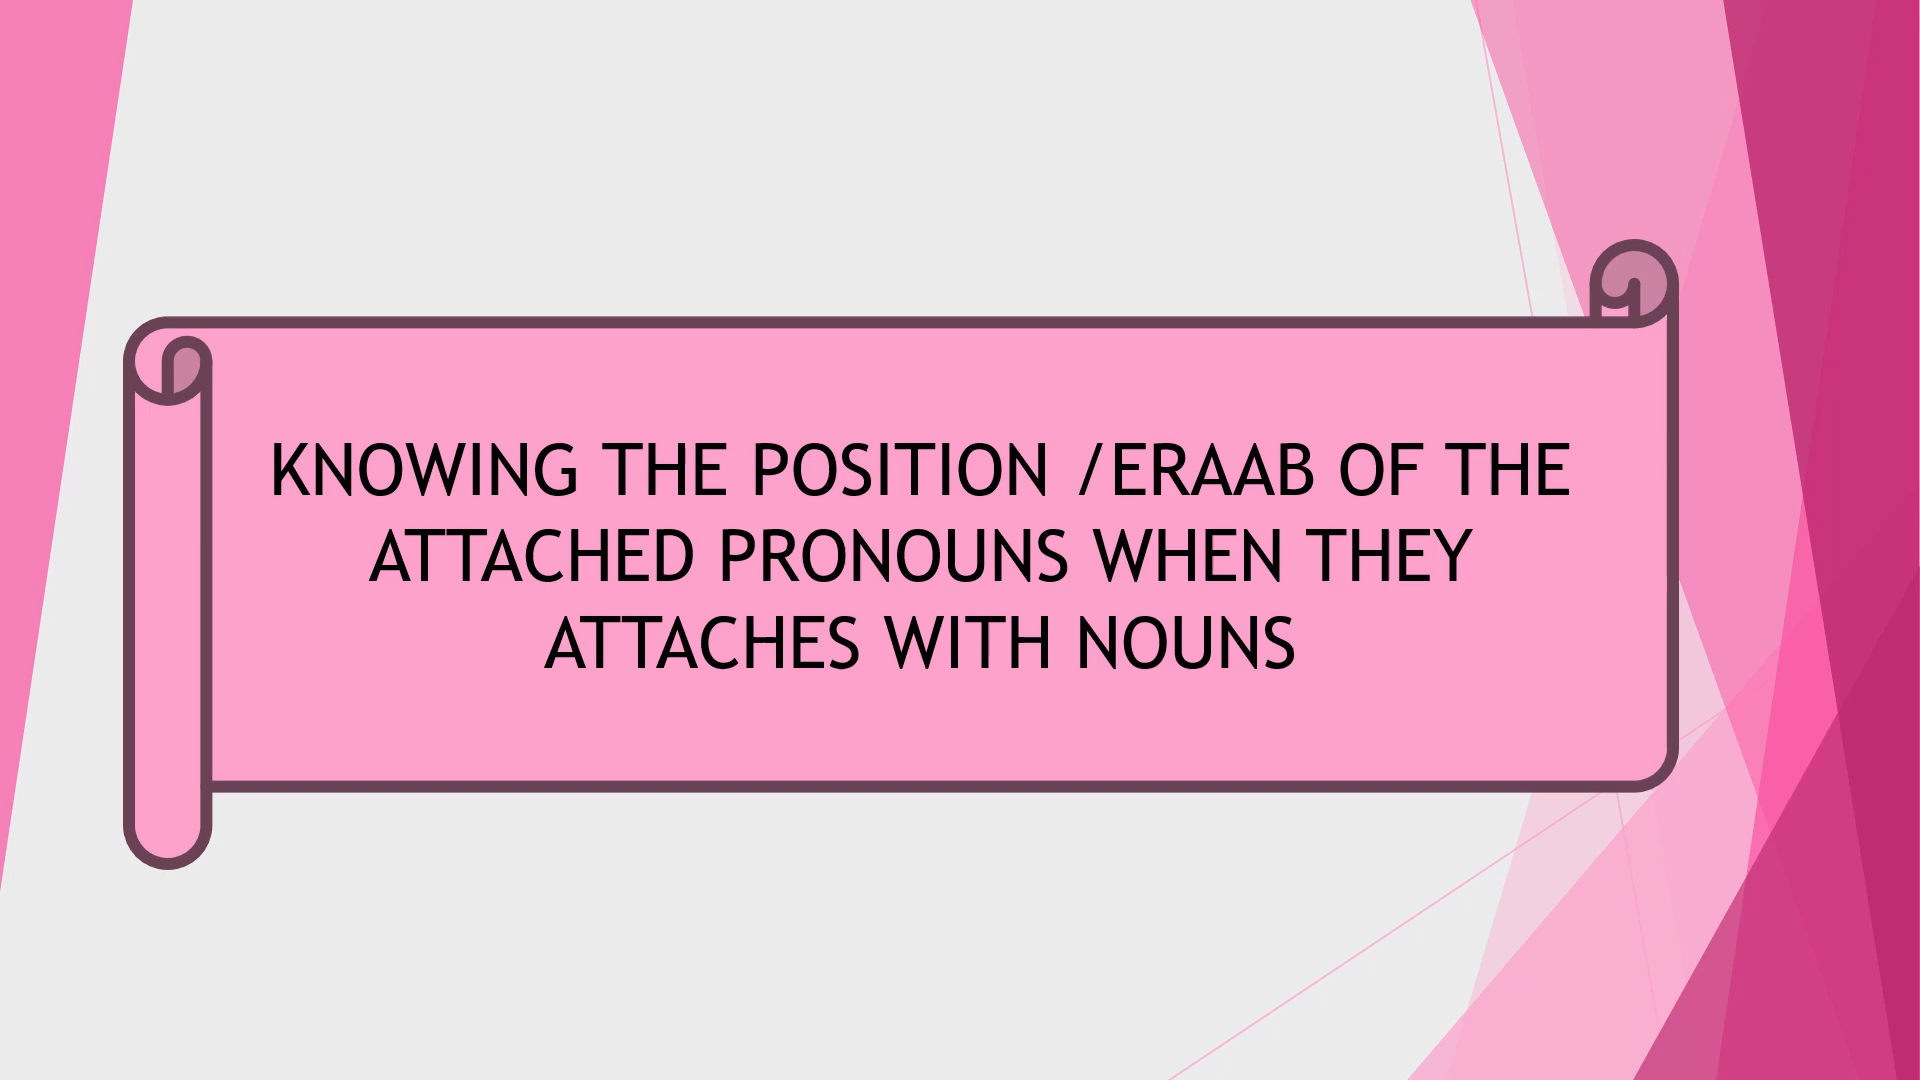 KNOWING THE POSITION /ERAAB OF THE
ATTACHED PRONOUNS WHEN THEY
ATTACHES WITH NOUNS